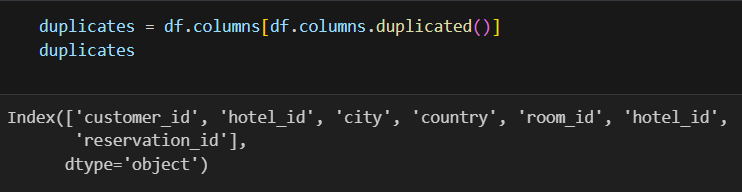 duplicates = df.columns[df.columns.duplicated()]
duplicates
Index(['customer_id', 'hotel_id', 'city', 'country', 'room_id', 'hotel_id',
'reservation_id'],
dtype='object')